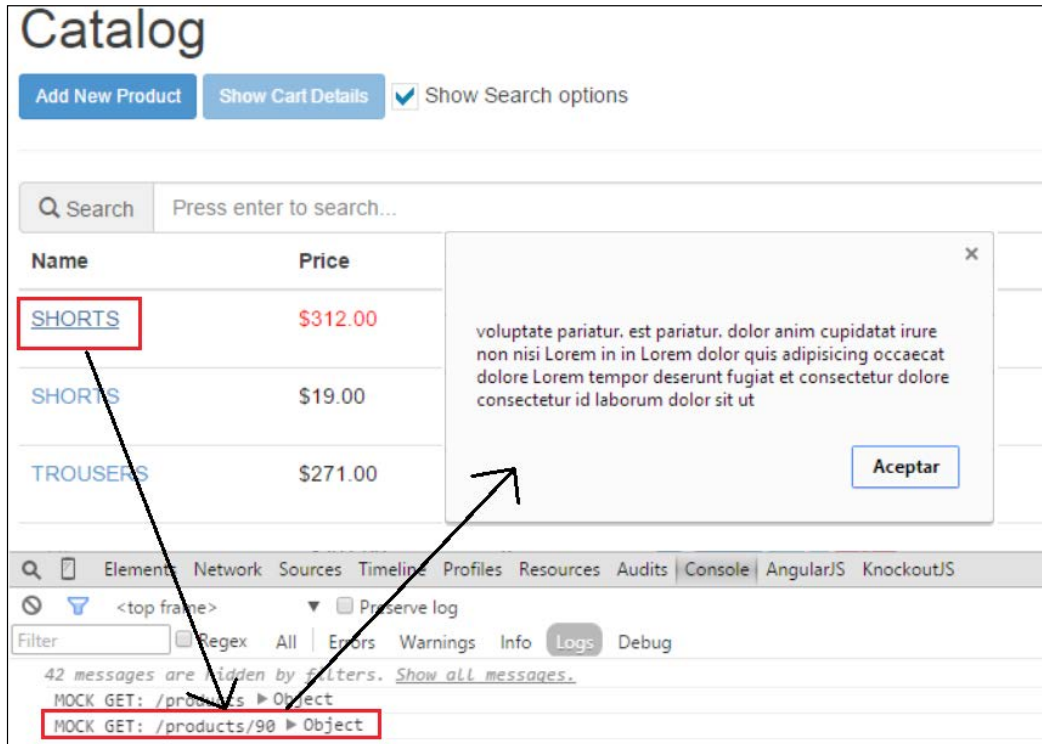 Catalog
Add New Product Show Cart Details Show Search options
Search Press enter to search...
Name Price
SHORTS $312.00
SHORTS $19.00
TROUSERS $271.00
×
voluptate pariatur. est pariatur. dolor anim cupidatat irure
non nisi Lorem in in Lorem dolor quis adipisicing occaecat
dolore Lorem tempor deserunt fugiat et consectetur dolore
consectetur id laborum dolor sit ut
Aceptar
Elements Network Sources Timeline Profiles Resources Audits Console AngularJS KnockoutJS
<top frame> ▼ Preserve log
Filter Regex All Errors Warnings Info Logs Debug
42 messages are hidden by filters. Show all messages.
MOCK GET: /products ▶ Object
MOCK GET: /products/90 ▶ Object